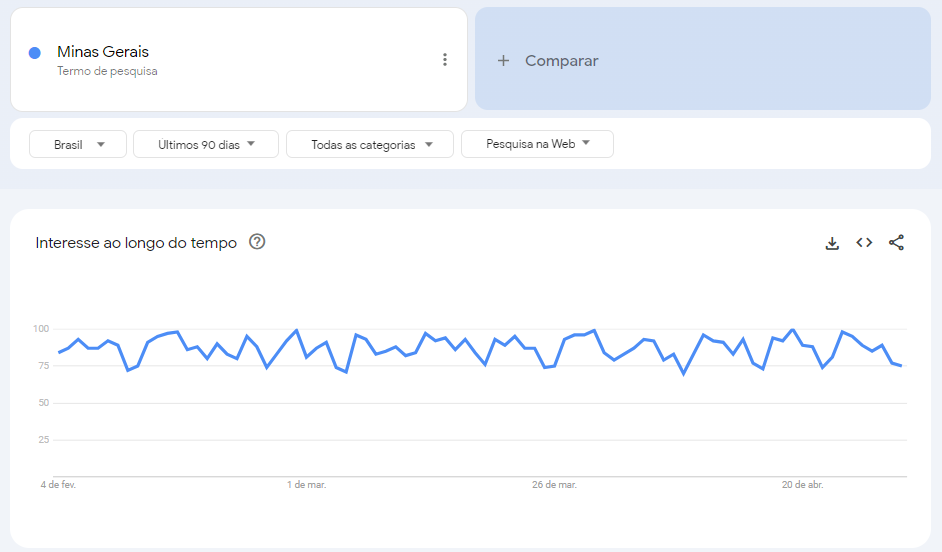 Minas Gerais
Termo de pesquisa
+ Comparar
Brasil
Ultimos 90 dias
Todas as categorias
Pesquisa na Web
Interesse ao longo do tempo
100
75
50
25
4 de fev.
1 de mar.
26 de mar.
20 de abr.